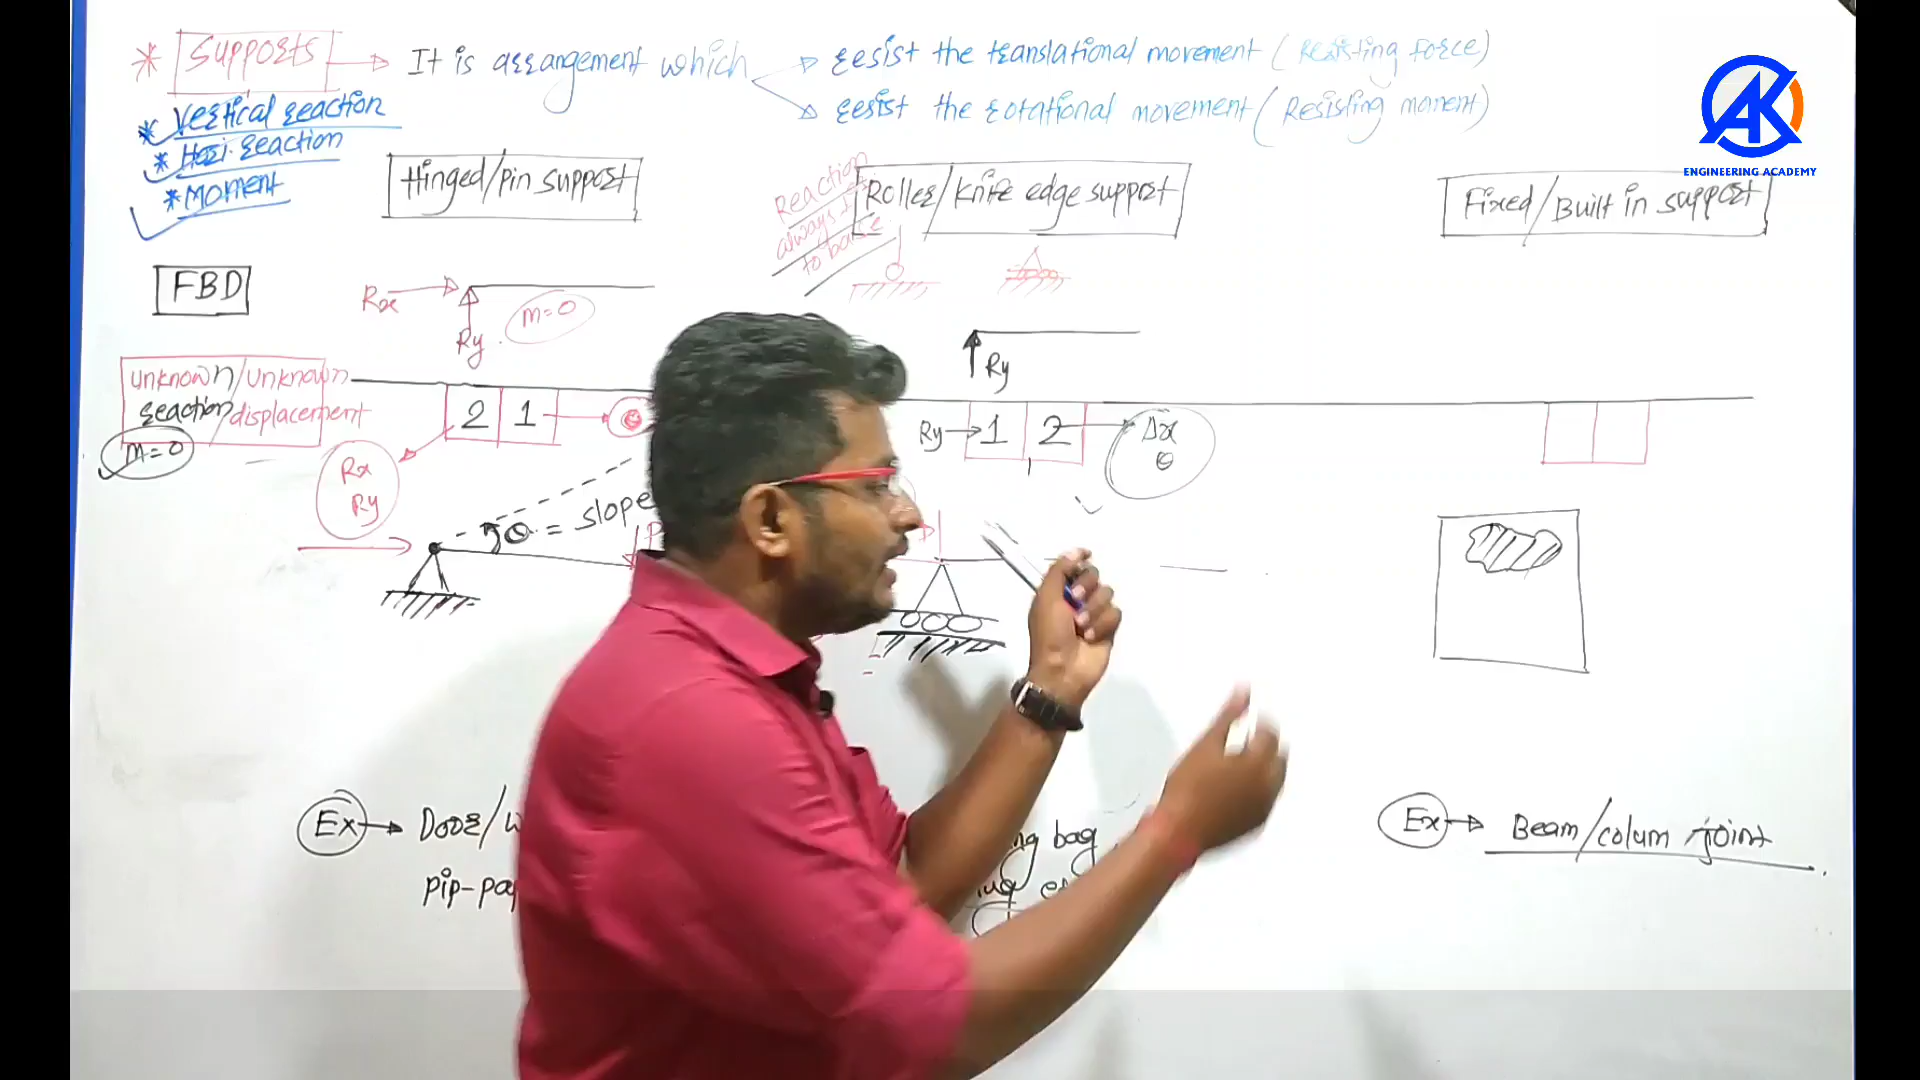 * Supports → It is arrangement which → resist the translational movement (Resisting force)
→ resist the rotational movement (Resisting moment)
* Vertical reaction
* Hori. reaction
* Moment
Hinged/pin support
Reaction
always ⊥
to base
Roller/Knife edge support
Fixed/Built in support
AK
ENGINEERING ACADEMY
FBD
Rx
Ry
m=0
Ry
unknown/unknown
reaction/displacement
m=0
2 1 → θ
Rx
Ry
Ry → 1 2 → Δx
θ
θ = slope
Ex → Door/
pip-
ng bag
Ex → Beam/colum joint